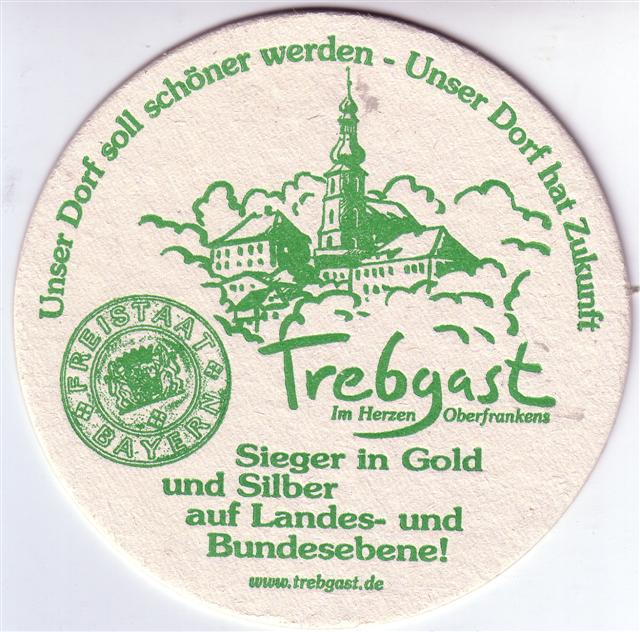 Unser Dorf soll schöner werden - Unser Dorf hat Zukunft
FREISTAAT
BAYERN
Trebgast
Im Herzen Oberfrankens
Sieger in Gold
und Silber
auf Landes- und
Bundesebene!
www.trebgast.de